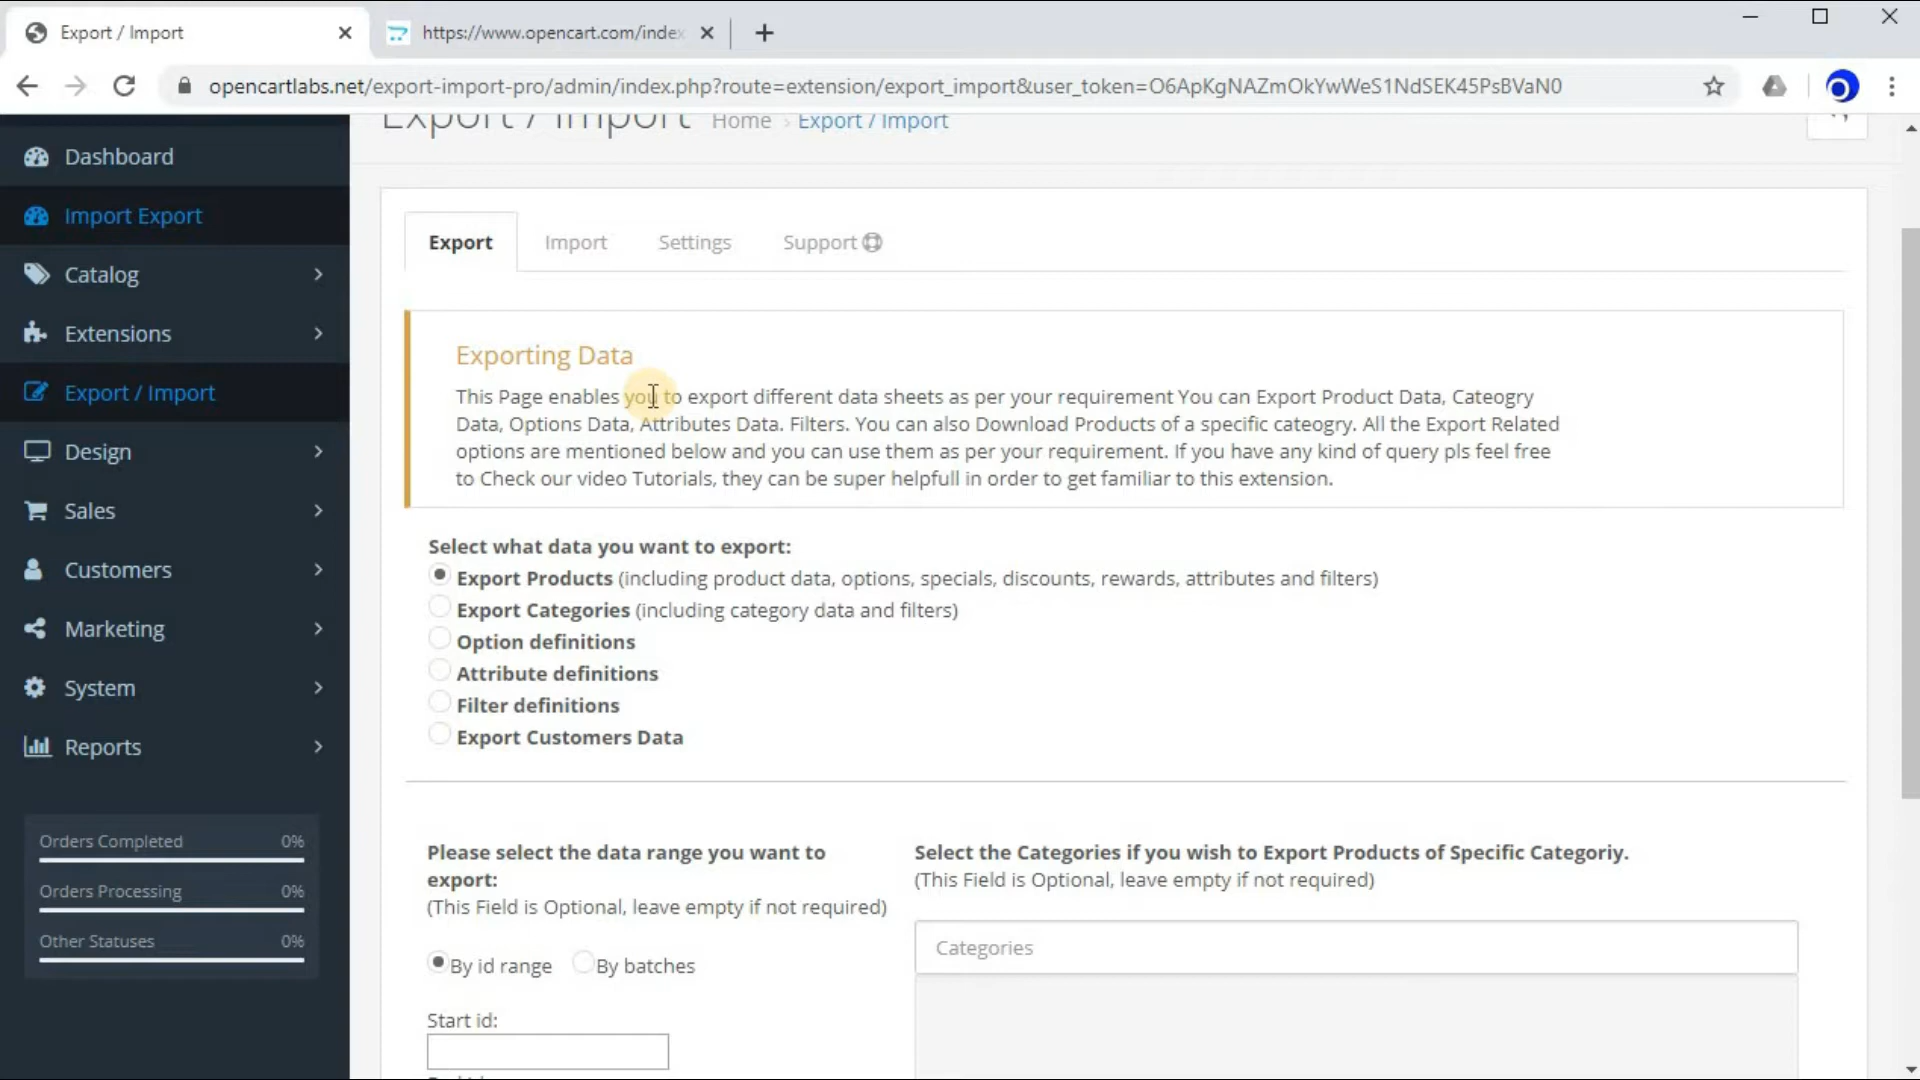 Export / Import
https://www.opencart.com/index
opencartlabs.net/export-import-pro/admin/index.php?route=extension/export_import&user_token=O6ApKgNAZmOkYwWeS1NdSEK45PsBVaN0
Export / Import Home > Export / Import
Dashboard
Import Export
Catalog
Extensions
Export / Import
Design
Sales
Customers
Marketing
System
Reports
Orders Completed 0%
Orders Processing 0%
Other Statuses 0%
Export Import Settings Support
Exporting Data
This Page enables you to export different data sheets as per your requirement You can Export Product Data, Cateogry
Data, Options Data, Attributes Data. Filters. You can also Download Products of a specific cateogry. All the Export Related
options are mentioned below and you can use them as per your requirement. If you have any kind of query pls feel free
to Check our video Tutorials, they can be super helpfull in order to get familiar to this extension.
Select what data you want to export:
Export Products (including product data, options, specials, discounts, rewards, attributes and filters)
Export Categories (including category data and filters)
Option definitions
Attribute definitions
Filter definitions
Export Customers Data
Please select the data range you want to
export:
(This Field is Optional, leave empty if not required)
By id range By batches
Start id:
Select the Categories if you wish to Export Products of Specific Categoriy.
(This Field is Optional, leave empty if not required)
Categories